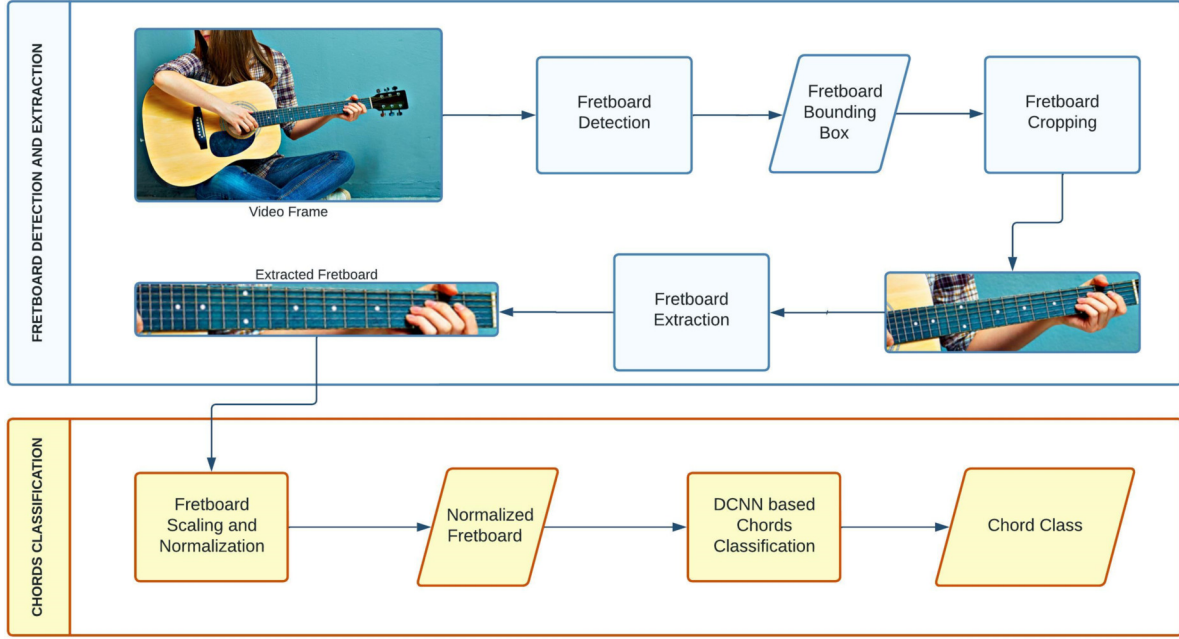 FRETBOARD DETECTION AND EXTRACTION
Video Frame
Fretboard
Detection
Fretboard
Bounding
Box
Fretboard
Cropping
Extracted Fretboard
Fretboard
Extraction
CHORDS CLASSIFICATION
Fretboard
Scaling and
Normalization
Normalized
Fretboard
DCNN based
Chords
Classification
Chord Class